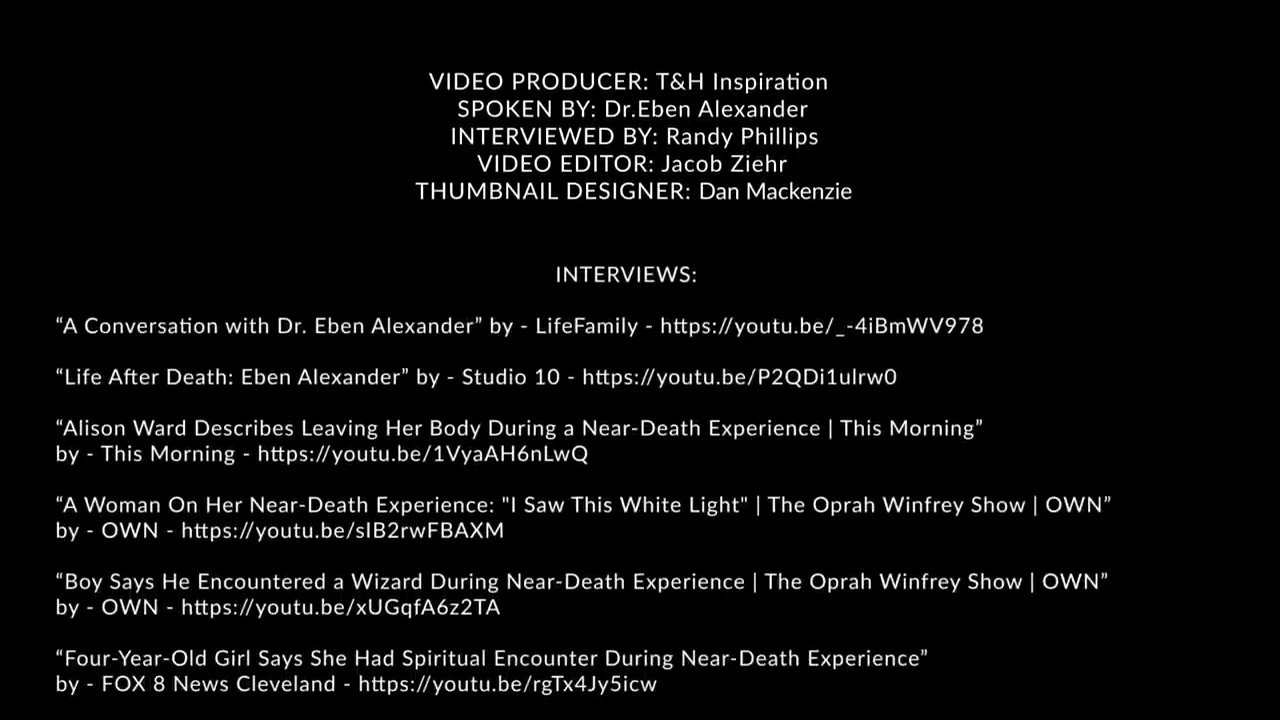 VIDEO PRODUCER: T&H Inspiration
SPOKEN BY: Dr.Eben Alexander
INTERVIEWED BY: Randy Phillips
VIDEO EDITOR: Jacob Ziehr
THUMBNAIL DESIGNER: Dan Mackenzie
INTERVIEWS:
“A Conversation with Dr. Eben Alexander” by - LifeFamily - https://youtu.be/_-4iBmWV978
“Life After Death: Eben Alexander” by - Studio 10 - https://youtu.be/P2QDi1ulrw0
“Alison Ward Describes Leaving Her Body During a Near-Death Experience | This Morning”
by - This Morning - https://youtu.be/1VyaAH6nLwQ
“A Woman On Her Near-Death Experience: "I Saw This White Light" | The Oprah Winfrey Show | OWN”
by - OWN - https://youtu.be/sIB2rwFBAXM
“Boy Says He Encountered a Wizard During Near-Death Experience | The Oprah Winfrey Show | OWN”
by - OWN - https://youtu.be/xUGqfA6z2TA
“Four-Year-Old Girl Says She Had Spiritual Encounter During Near-Death Experience”
by - FOX 8 News Cleveland - https://youtu.be/rgTx4Jy5icw